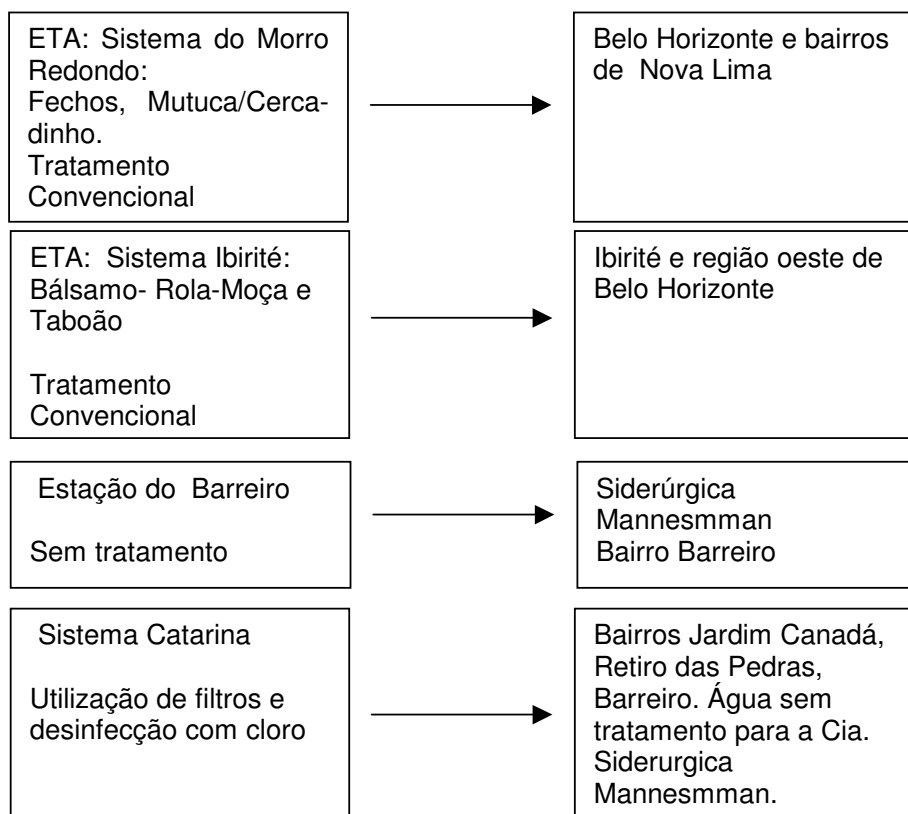 ETA: Sistema do Morro
Redondo:
Fechos, Mutuca/Cerca-
dinho.
Tratamento
Convencional
Belo Horizonte e bairros
de Nova Lima
ETA: Sistema Ibirité:
Bálsamo- Rola-Moça e
Taboão
Tratamento
Convencional
Ibirité e região oeste de
Belo Horizonte
Estação do Barreiro
Sem tratamento
Siderúrgica
Mannesmman
Bairro Barreiro
Sistema Catarina
Utilização de filtros e
desinfecção com cloro
Bairros Jardim Canadá,
Retiro das Pedras,
Barreiro. Água sem
tratamento para a Cia.
Siderurgica
Mannesmman.